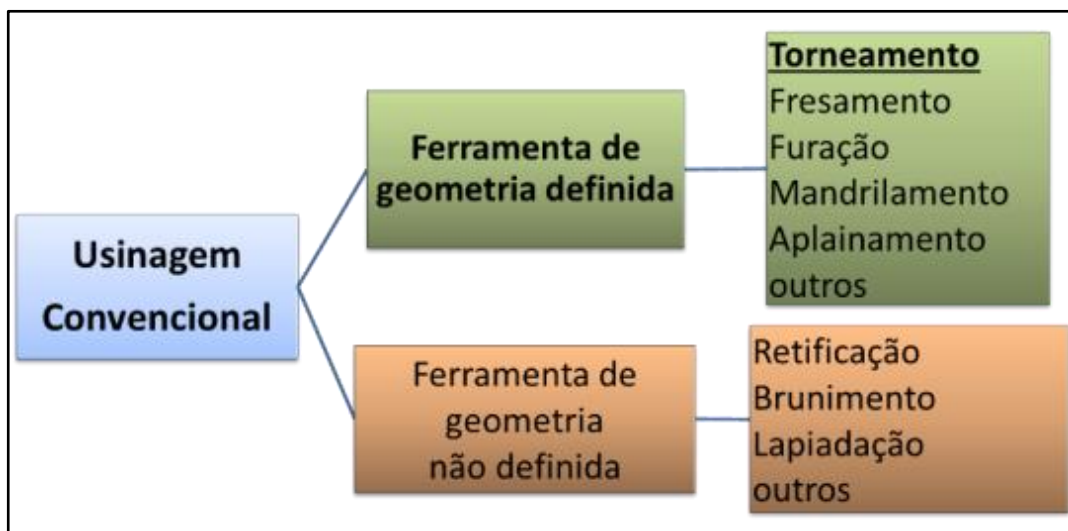 Usinagem
Convencional
Ferramenta de
geometria definida
Torneamento
Fresamento
Furação
Mandrilamento
Aplainamento
outros
Ferramenta de
geometria
não definida
Retificação
Brunimento
Lapiadação
outros